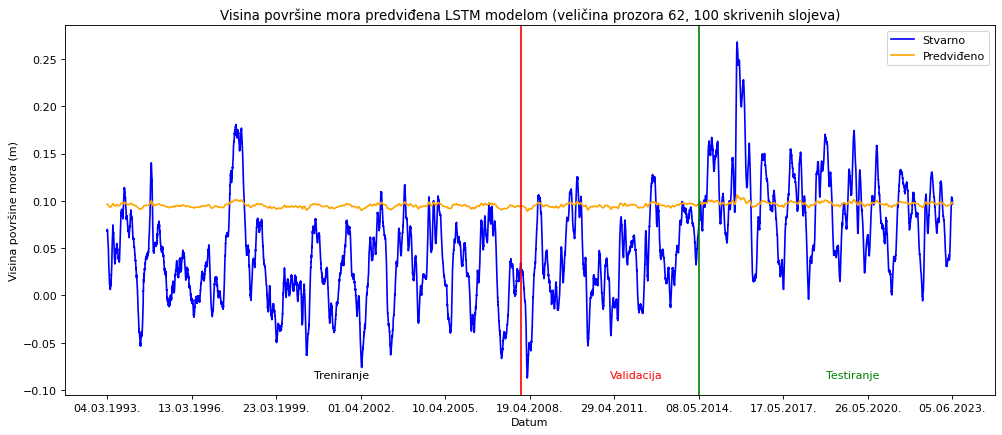 Visina površine mora predviđena LSTM modelom (veličina prozora 62, 100 skrivenih slojeva)
Stvarno
Predviđeno
0.25
0.20
0.15
0.10
0.05
0.00
−0.05
−0.10
Visina površine mora (m)
Treniranje
Validacija
Testiranje
04.03.1993. 13.03.1996. 23.03.1999. 01.04.2002. 10.04.2005. 19.04.2008. 29.04.2011. 08.05.2014. 17.05.2017. 26.05.2020. 05.06.2023.
Datum